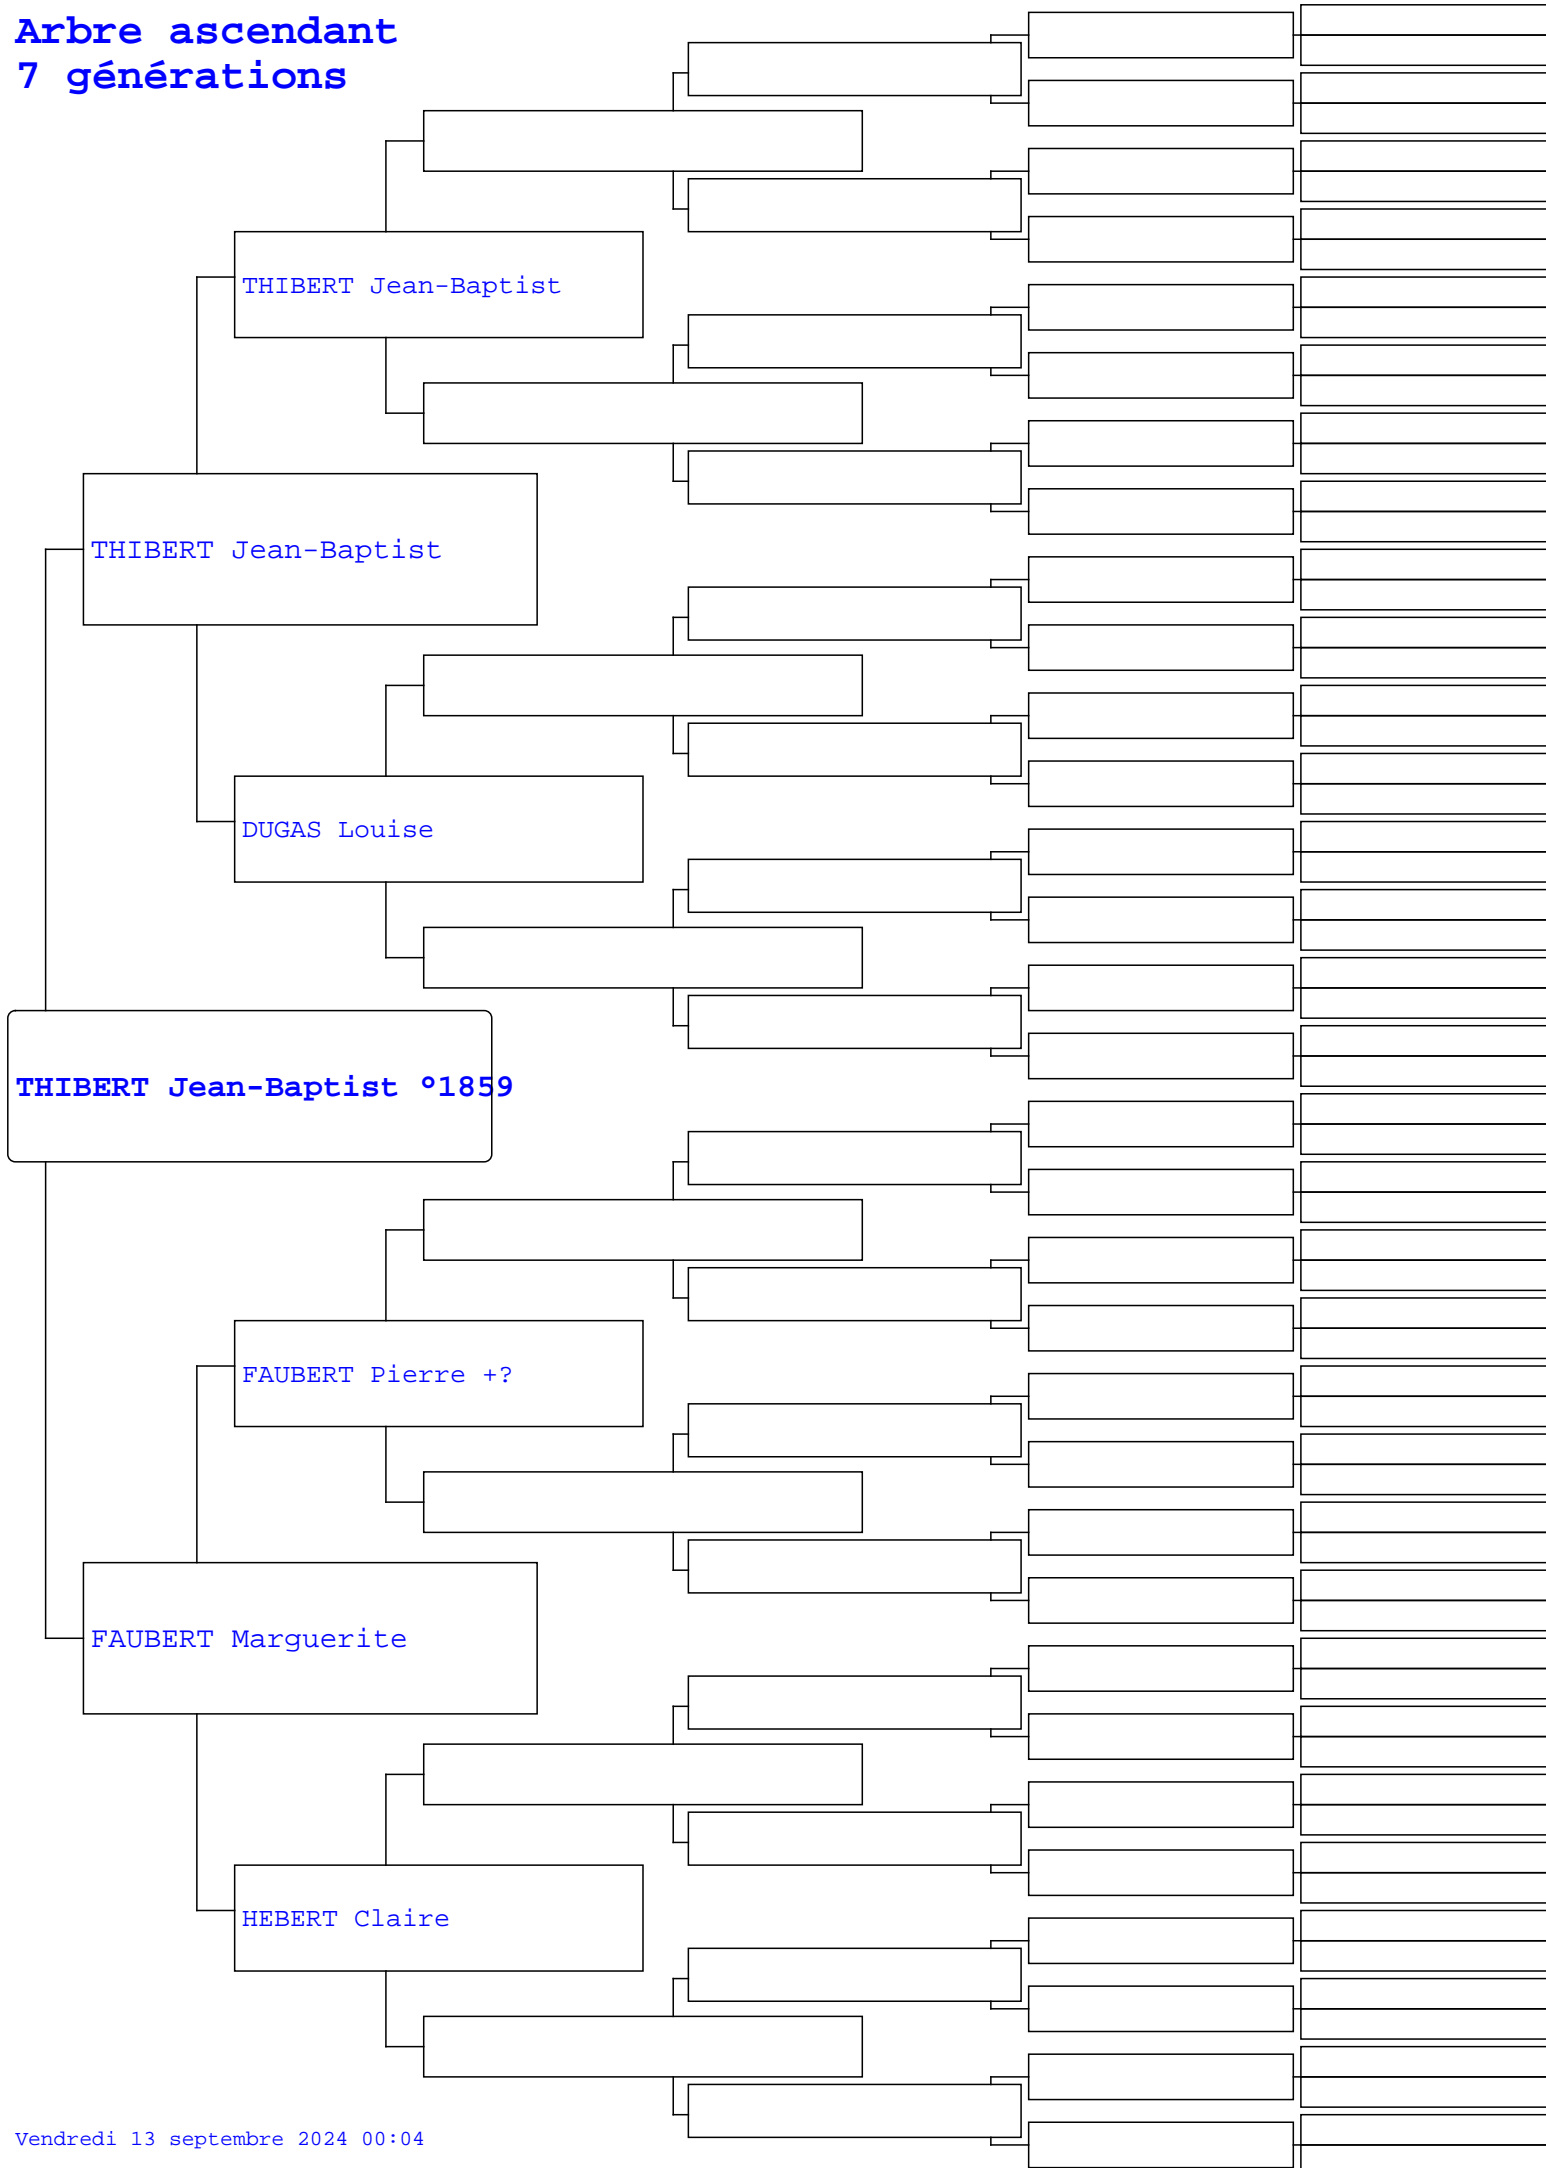 Arbre ascendant
7 générations
THIBERT Jean-Baptist
THIBERT Jean-Baptist
DUGAS Louise
THIBERT Jean-Baptist °1859
FAUBERT Pierre +?
FAUBERT Marguerite
HEBERT Claire
Vendredi 13 septembre 2024 00:04